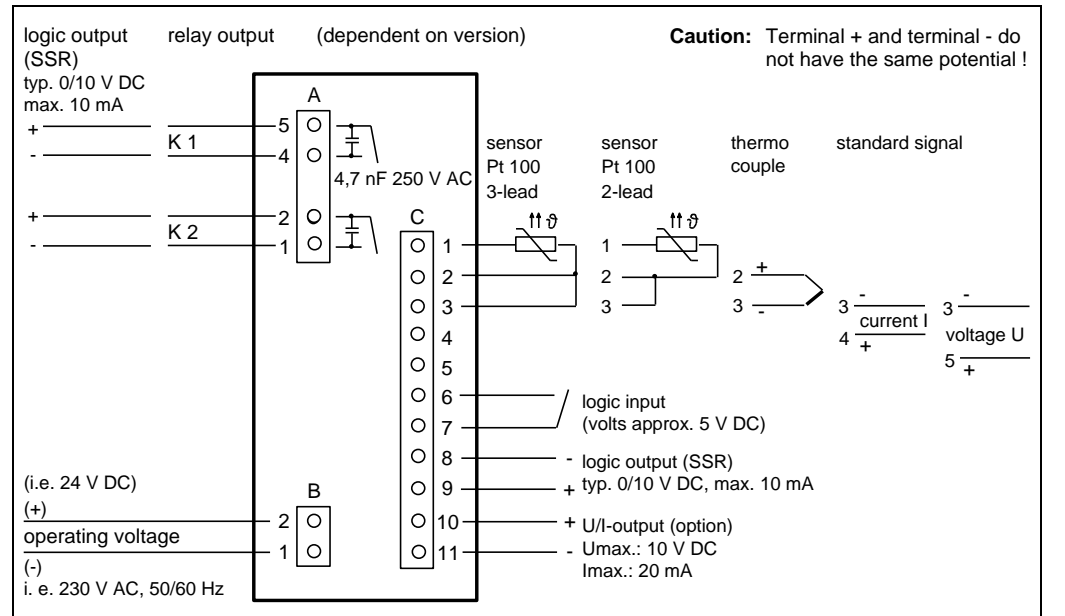 logic output (SSR)
typ. 0/10 V DC
max. 10 mA
relay output
(dependent on version)
Caution: Terminal + and terminal - do
not have the same potential !
A
+
5
K 1
-
4
4,7 nF 250 V AC
+
2
K 2
-
1
C
1
2
3
4
5
6
7
8
9
10
11
sensor
Pt 100
3-lead
ϑ
sensor
Pt 100
2-lead
ϑ
1
2
3
thermo
couple
2 +
3 -
standard signal
3 -
current I
4 +
3 -
voltage U
5 +
logic input
(volts approx. 5 V DC)
- logic output (SSR)
+ typ. 0/10 V DC, max. 10 mA
+ U/I-output (option)
- Umax.: 10 V DC
Imax.: 20 mA
(i.e. 24 V DC)
(+)
operating voltage
(-)
i. e. 230 V AC, 50/60 Hz
B
2
1